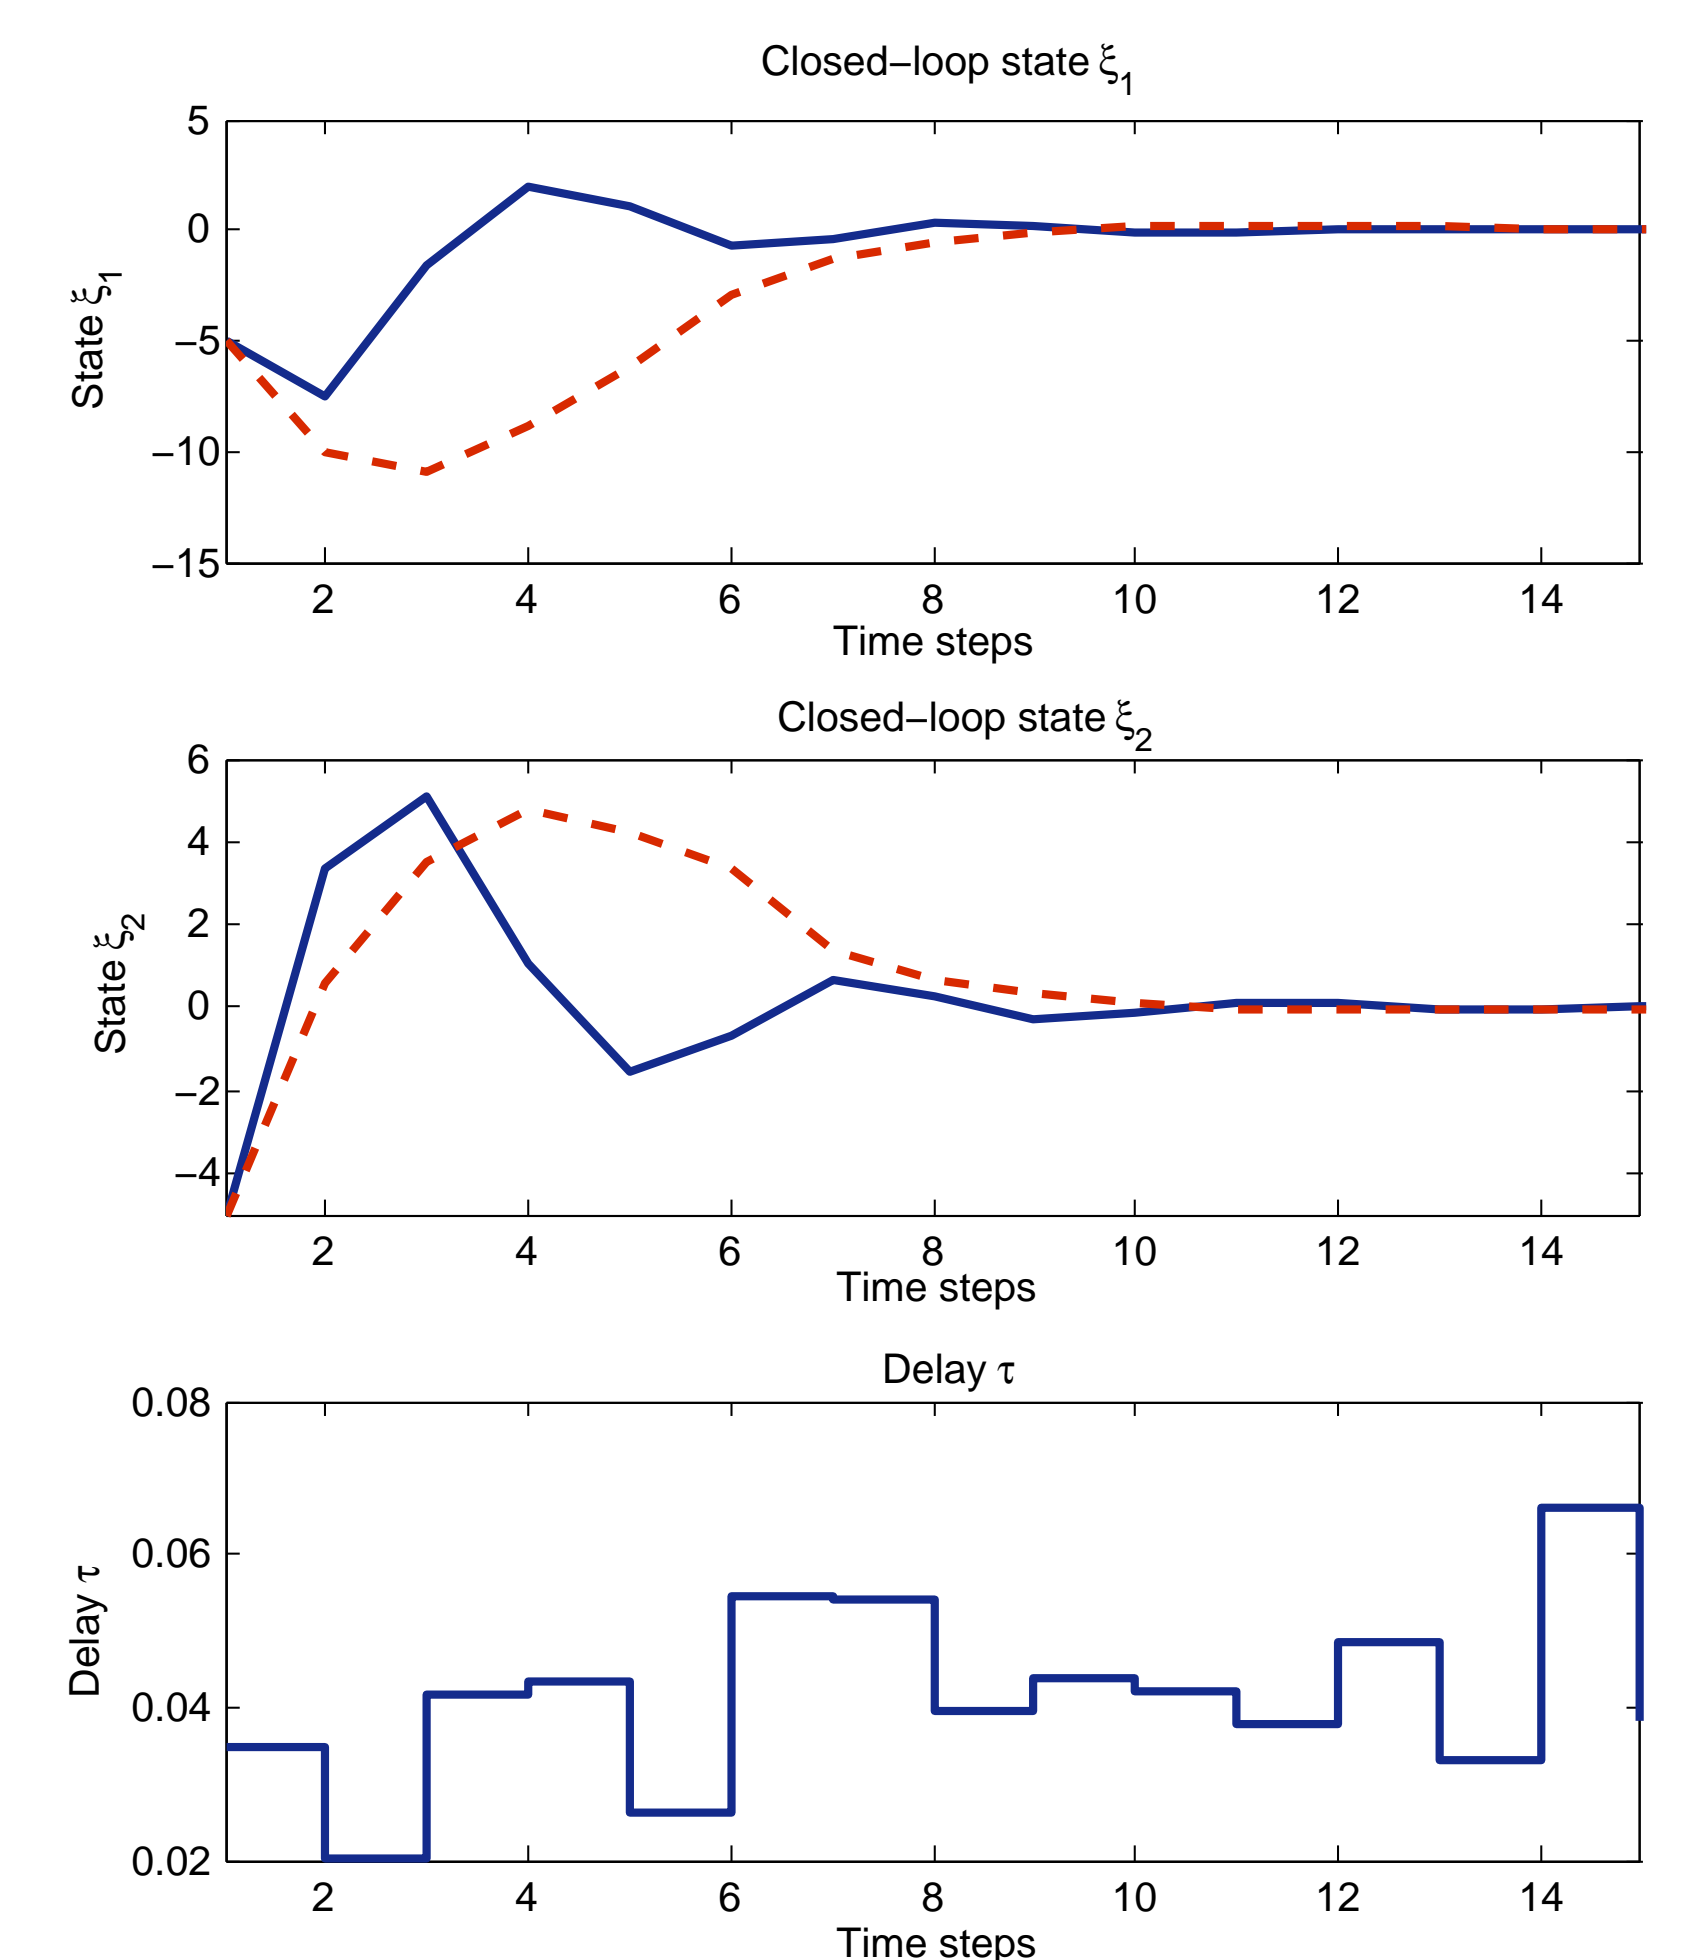 Closed–loop state ξ1
5
0
−5
−10
−15
State ξ1
2 4 6 8 10 12 14
Time steps
Closed–loop state ξ2
6
4
2
0
−2
−4
State ξ2
2 4 6 8 10 12 14
Time steps
Delay τ
0.08
0.06
0.04
0.02
Delay τ
2 4 6 8 10 12 14
Time steps